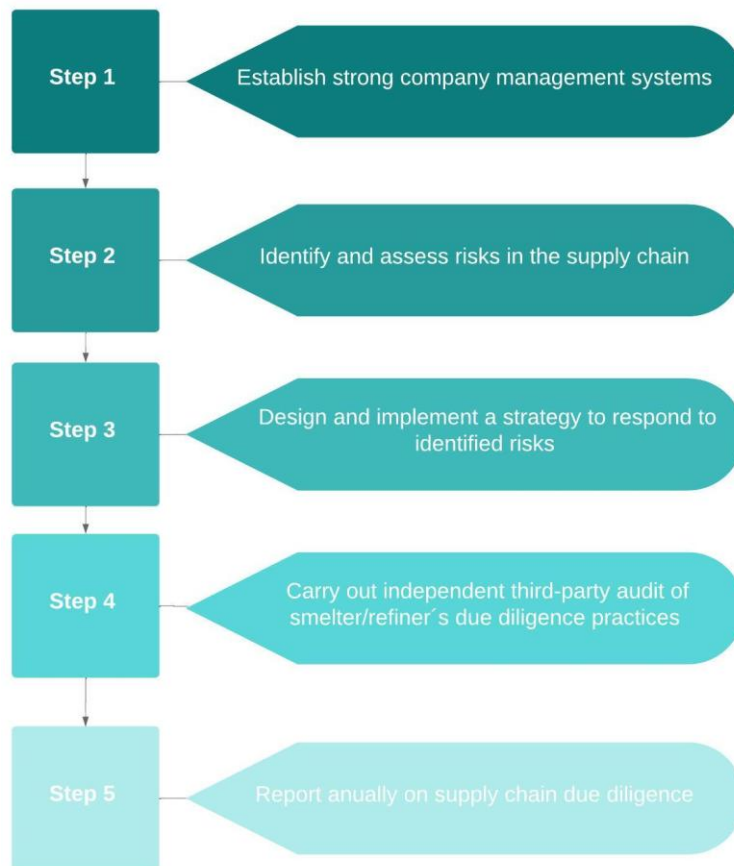 Step 1
Establish strong company management systems
Step 2
Identify and assess risks in the supply chain
Step 3
Design and implement a strategy to respond to
identified risks
Step 4
Carry out independent third-party audit of
smelter/refiner´s due diligence practices
Step 5
Report anually on supply chain due diligence